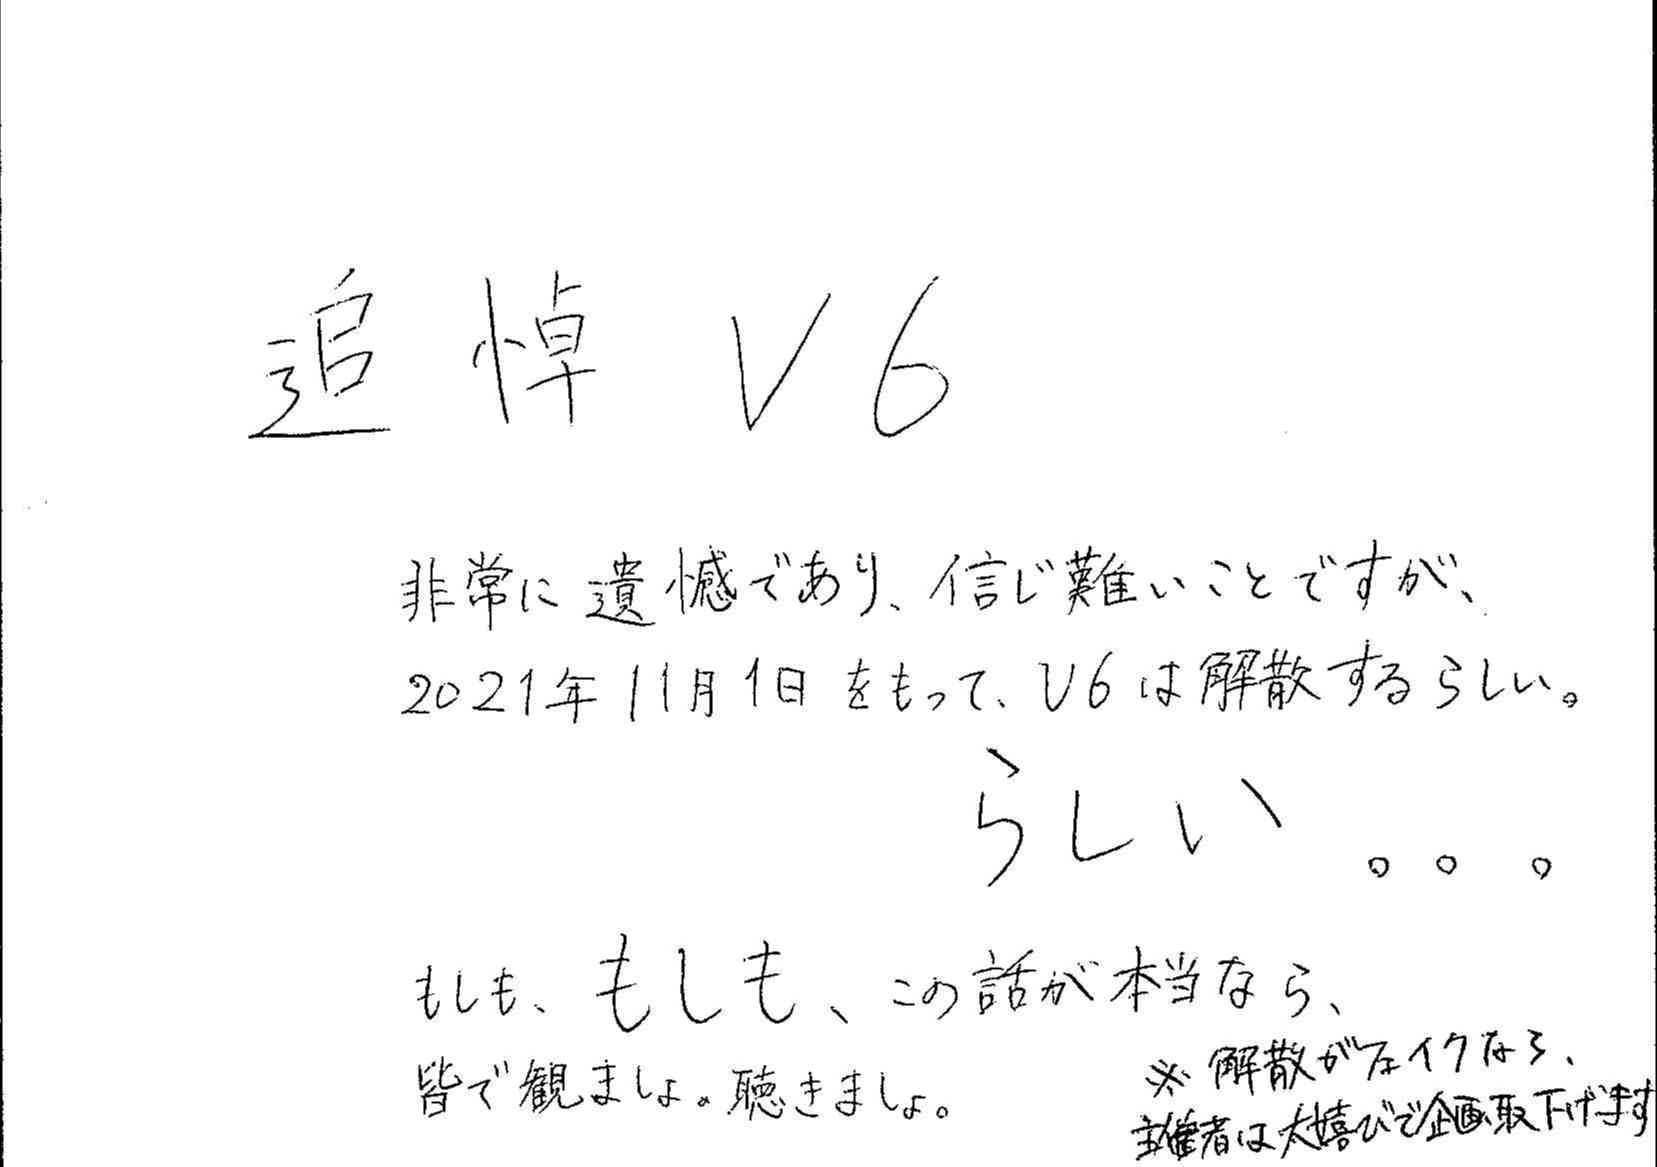 追悼 V6
非常に遺憾であり、信じ難いことですが、
2021年11月1日をもって、V6は解散するらしい。
らしい。。。
もしも、もしも、この話が本当なら、
皆で観ましょ。聴きましょ。
※解散がフェイクなら、
主催者は大喜びで企画取下げます